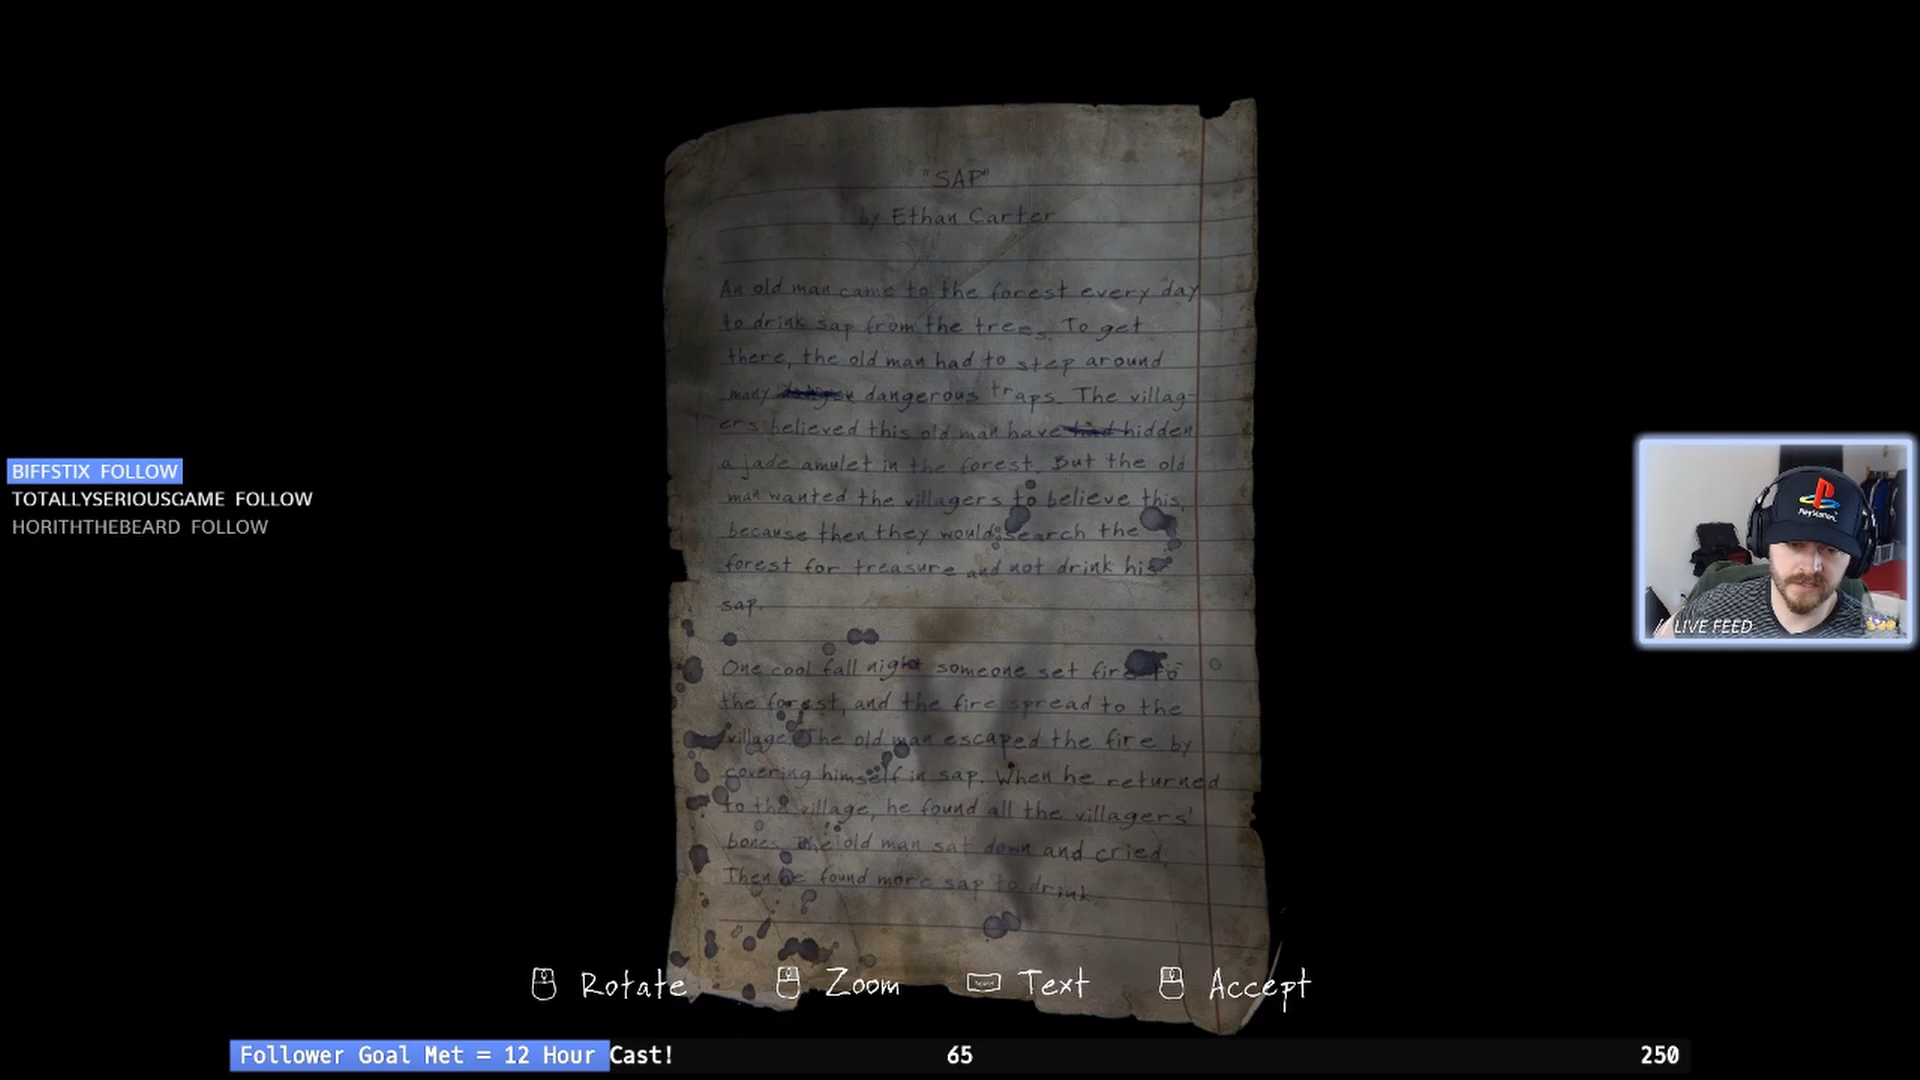 "SAP"
by Ethan Carter
An old man came to the forest every day
to drink sap from the trees. To get
there, the old man had to step around
many dangerous traps. The villag-
ers believed this old man have had hidden
a jade amulet in the forest. But the old
man wanted the villagers to believe this,
because then they would search the
forest for treasure and not drink his
sap.
One cool fall night someone set fire to
the forest, and the fire spread to the
village. The old man escaped the fire by
covering himself in sap. When he returned
to the village, he found all the villagers'
bones. The old man sat down and cried.
Then he found more sap to drink.
Rotate Zoom Text Accept
BIFFSTIX FOLLOW
TOTALLYSERIOUSGAME FOLLOW
HORITHTHEBEARD FOLLOW
PlayStation
// LIVE FEED
Follower Goal Met = 12 Hour Cast! 65 250